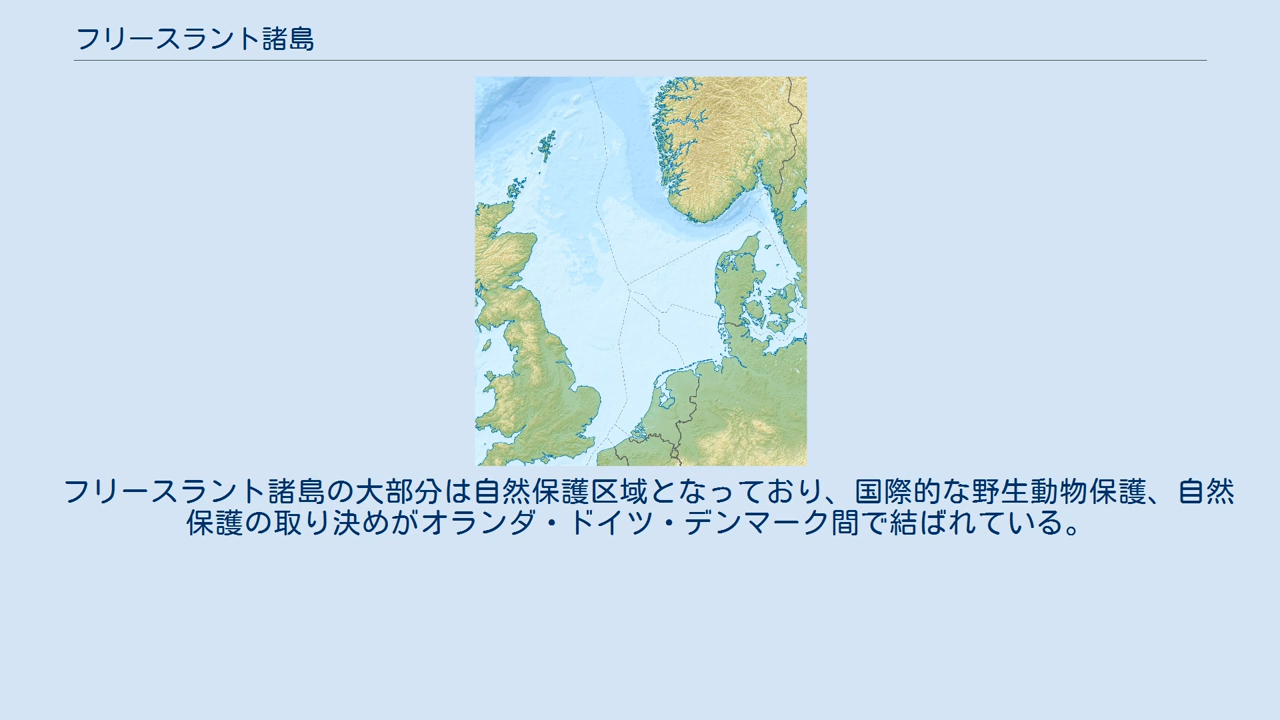 フリースラント諸島
フリースラント諸島の大部分は自然保護区域となっており、国際的な野生動物保護、自然
保護の取り決めがオランダ・ドイツ・デンマーク間で結ばれている。